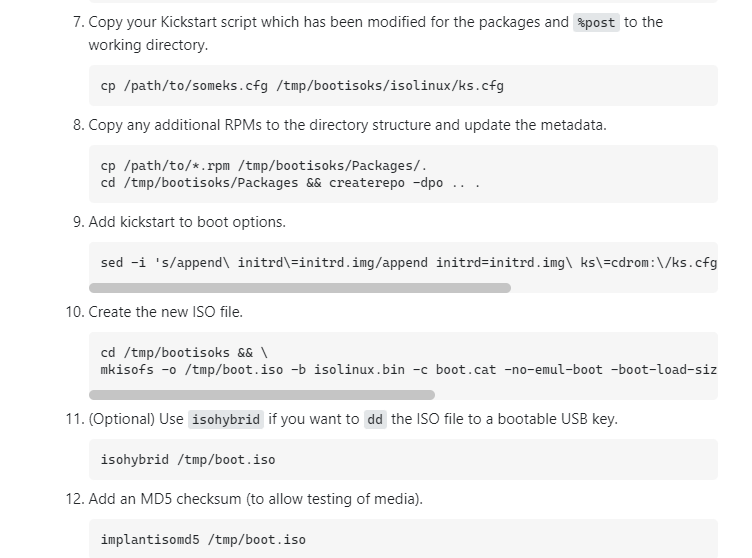 7. Copy your Kickstart script which has been modified for the packages and %post to the
working directory.
cp /path/to/someks.cfg /tmp/bootisoks/isolinux/ks.cfg
8. Copy any additional RPMs to the directory structure and update the metadata.
cp /path/to/*.rpm /tmp/bootisoks/Packages/.
cd /tmp/bootisoks/Packages && createrepo -dpo .. .
9. Add kickstart to boot options.
sed -i 's/append\ initrd\=initrd.img/append initrd=initrd.img\ ks\=cdrom:\/ks.cfg
10. Create the new ISO file.
cd /tmp/bootisoks && \
mkisofs -o /tmp/boot.iso -b isolinux.bin -c boot.cat -no-emul-boot -boot-load-siz
11. (Optional) Use isohybrid if you want to dd the ISO file to a bootable USB key.
isohybrid /tmp/boot.iso
12. Add an MD5 checksum (to allow testing of media).
implantisomd5 /tmp/boot.iso